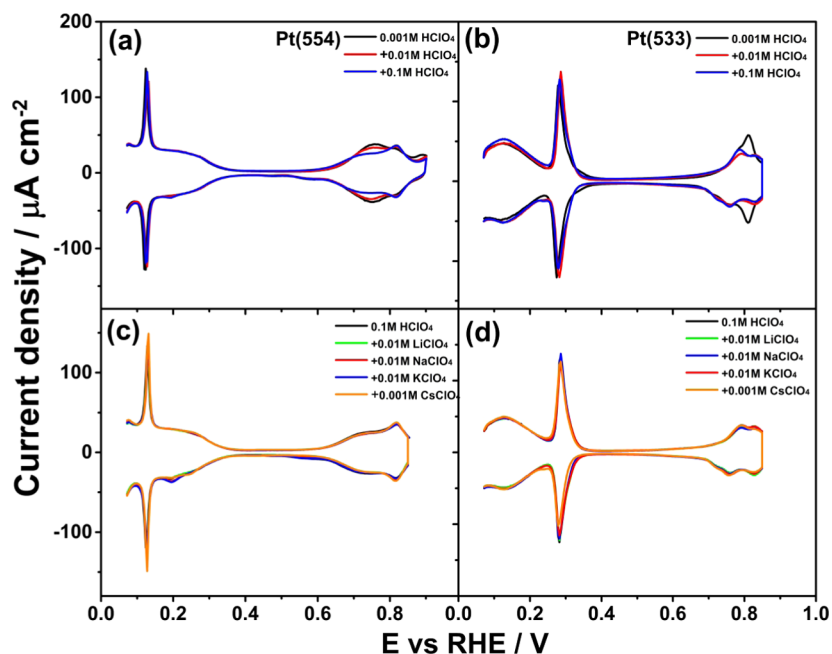 200
(a)
Pt(554)
0.001M HClO₄
+0.01M HClO₄
+0.1M HClO₄
100
0
-100
(b)
Pt(533)
0.001M HClO₄
+0.01M HClO₄
+0.1M HClO₄
(c)
0.1M HClO₄
+0.01M LiClO₄
+0.01M NaClO₄
+0.01M KClO₄
+0.001M CsClO₄
100
0
-100
(d)
0.1M HClO₄
+0.01M LiClO₄
+0.01M NaClO₄
+0.01M KClO₄
+0.001M CsClO₄
Current density / μA cm⁻²
0.0 0.2 0.4 0.6 0.8 0.0 0.2 0.4 0.6 0.8 1.0
E vs RHE / V